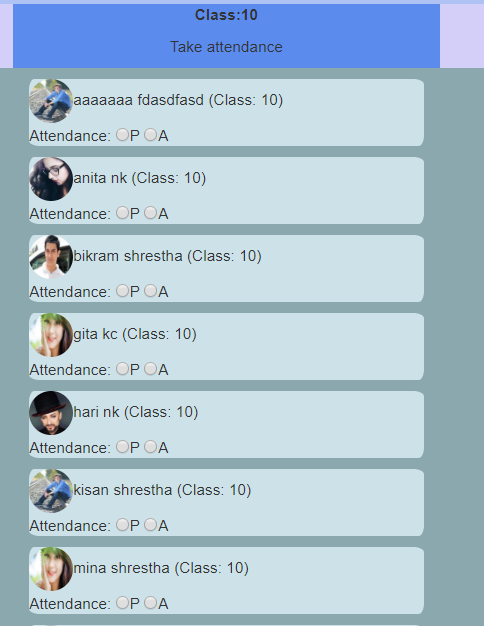 Class:10
Take attendance
aaaaaaa fdasdfasd (Class: 10)
Attendance: P A
anita nk (Class: 10)
Attendance: P A
bikram shrestha (Class: 10)
Attendance: P A
gita kc (Class: 10)
Attendance: P A
hari nk (Class: 10)
Attendance: P A
kisan shrestha (Class: 10)
Attendance: P A
mina shrestha (Class: 10)
Attendance: P A